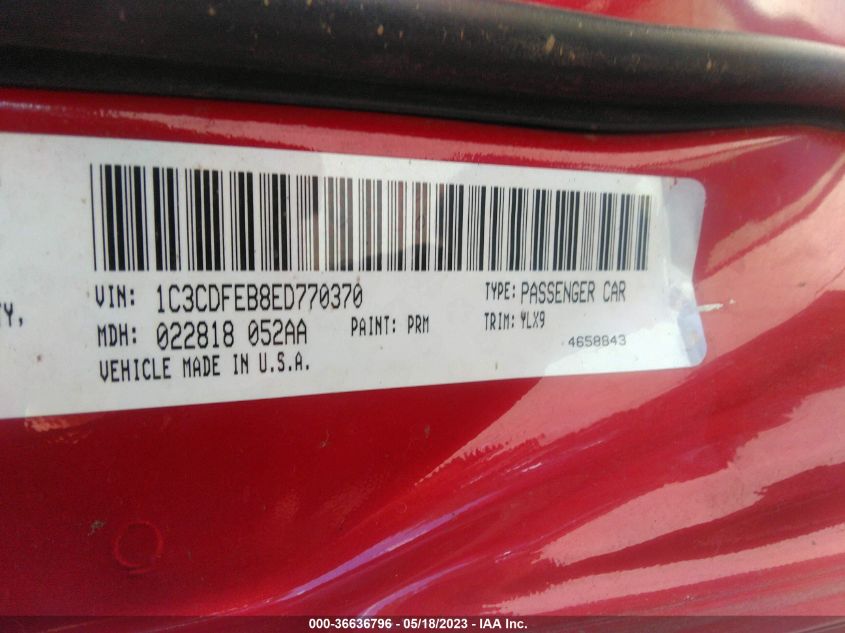 VIN: 1C3CDFEB8ED770370 TYPE: PASSENGER CAR
TY,
MDH: 022818 052AA PAINT: PRM TRIM: YLX9
4658843
VEHICLE MADE IN U.S.A.
000-36636796 - 05/18/2023 - IAA Inc.